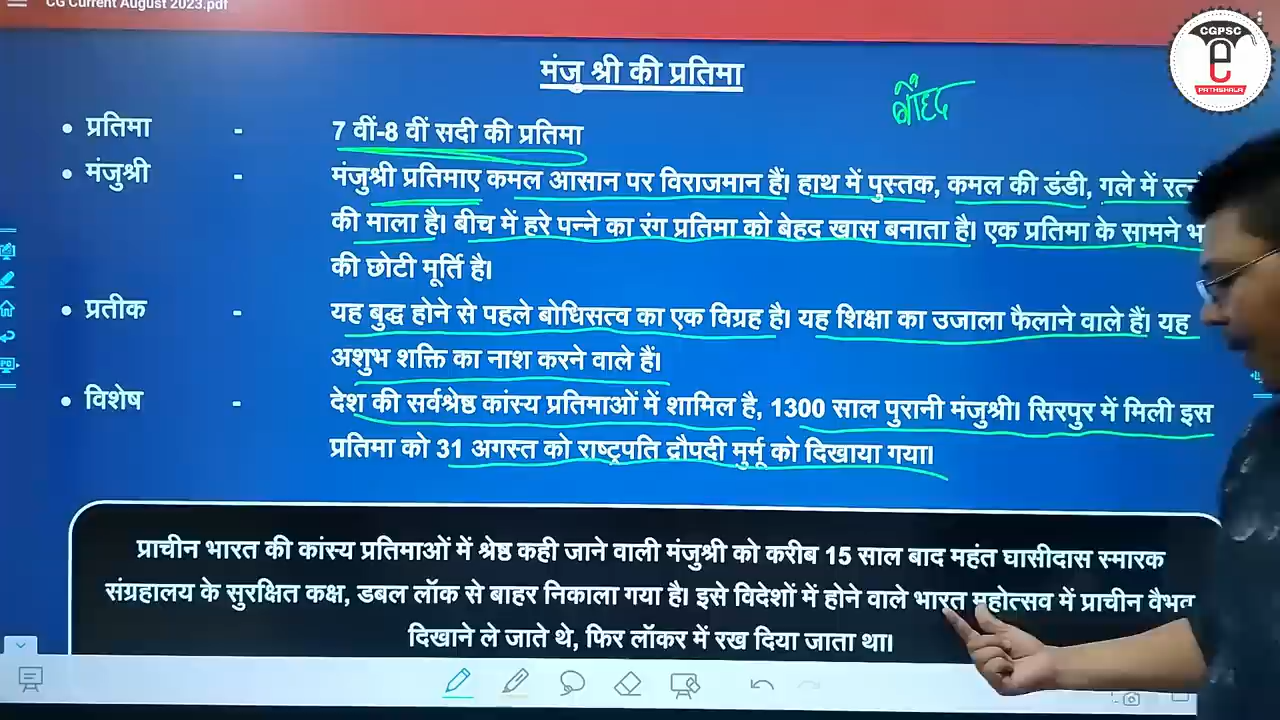 CG Current August 2023.pdf
CGPSC
e
PATHSHALA
मंजु श्री की प्रतिमा
• प्रतिमा - 7 वीं-8 वीं सदी की प्रतिमा
• मंजुश्री - मंजुश्री प्रतिमाए कमल आसान पर विराजमान हैं। हाथ में पुस्तक, कमल की डंडी, गले में
की माला है। बीच में हरे पन्ने का रंग प्रतिमा को बेहद खास बनाता है। एक प्रतिमा के सामने
की छोटी मूर्ति है।
• प्रतीक - यह बुद्ध होने से पहले बोधिसत्व का एक विग्रह है। यह शिक्षा का उजाला फैलाने वाले हैं। यह
अशुभ शक्ति का नाश करने वाले हैं।
• विशेष - देश की सर्वश्रेष्ठ कांस्य प्रतिमाओं में शामिल है, 1300 साल पुरानी मंजुश्री। सिरपुर में मिली इस
प्रतिमा को 31 अगस्त को राष्ट्रपति द्रौपदी मुर्मू को दिखाया गया।
प्राचीन भारत की कांस्य प्रतिमाओं में श्रेष्ठ कही जाने वाली मंजुश्री को करीब 15 साल बाद महंत घासीदास स्मारक
संग्रहालय के सुरक्षित कक्ष, डबल लॉक से बाहर निकाला गया है। इसे विदेशों में होने वाले भारत महोत्सव में प्राचीन वैभव
दिखाने ले जाते थे, फिर लॉकर में रख दिया जाता था।